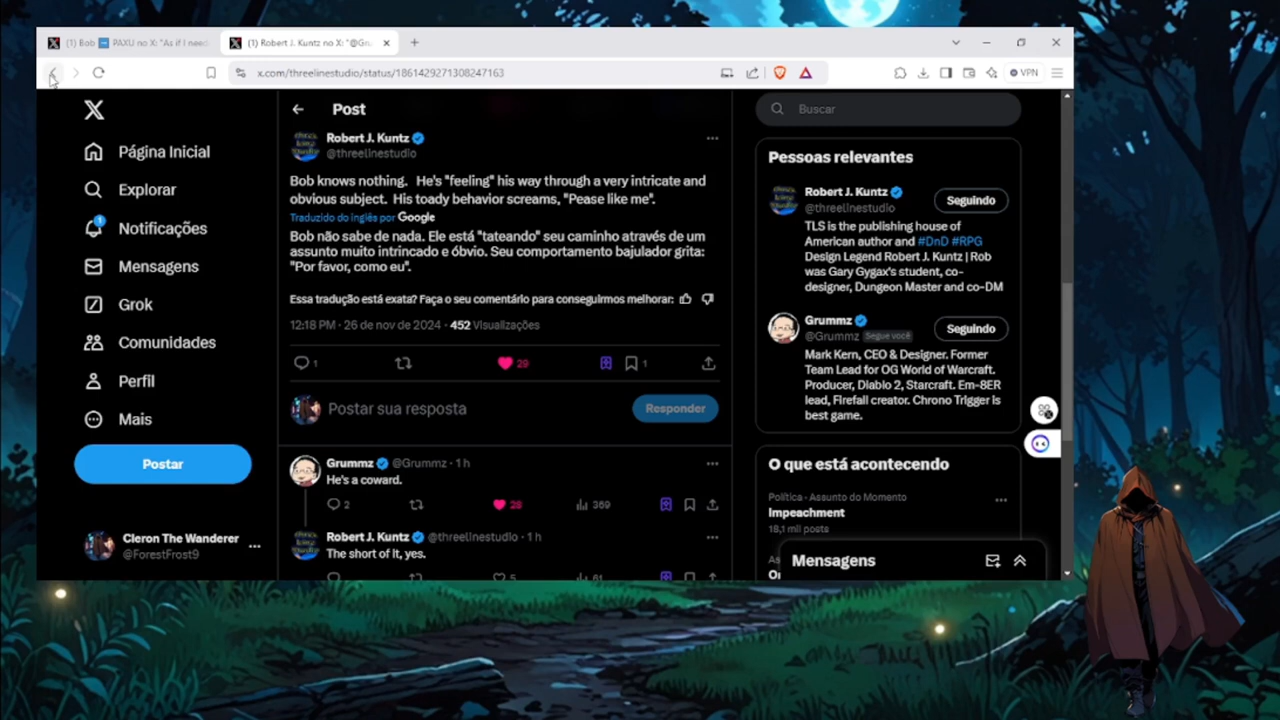 (1) Bob PAXU no X: "As if I need
(1) Robert J. Kuntz no X: "@Gru
x.com/threelinestudio/status/1861429271308247163
VPN
Página Inicial
Explorar
1
Notificações
Mensagens
Grok
Comunidades
Perfil
Mais
Postar
Cleron The Wanderer
@ForestFrost9
Post
Robert J. Kuntz
@threelinestudio
Bob knows nothing. He's "feeling" his way through a very intricate and
obvious subject. His toady behavior screams, "Pease like me".
Traduzido do inglês por Google
Bob não sabe de nada. Ele está "tateando" seu caminho através de um
assunto muito intrincado e óbvio. Seu comportamento bajulador grita:
"Por favor, como eu".
Essa tradução está exata? Faça o seu comentário para conseguirmos melhorar:
12:18 PM · 26 de nov de 2024 · 452 Visualizações
1 29 1
Postar sua resposta
Responder
Grummz @Grummz · 1 h
He's a coward.
2 28 369
Robert J. Kuntz @threelinestudio · 1 h
The short of it, yes.
5 61
Buscar
Pessoas relevantes
Robert J. Kuntz
@threelinestudio
Seguindo
TLS is the publishing house of
American author and #DnD #RPG
Design Legend Robert J. Kuntz | Rob
was Gary Gygax's student, co-
designer, Dungeon Master and co-DM
Grummz
@Grummz Segue você
Seguindo
Mark Kern, CEO & Designer. Former
Team Lead for OG World of Warcraft.
Producer, Diablo 2, Starcraft. Em-8ER
lead, Firefall creator. Chrono Trigger is
best game.
O que está acontecendo
Política · Assunto do Momento
Impeachment
18,1 mil posts
Mensagens